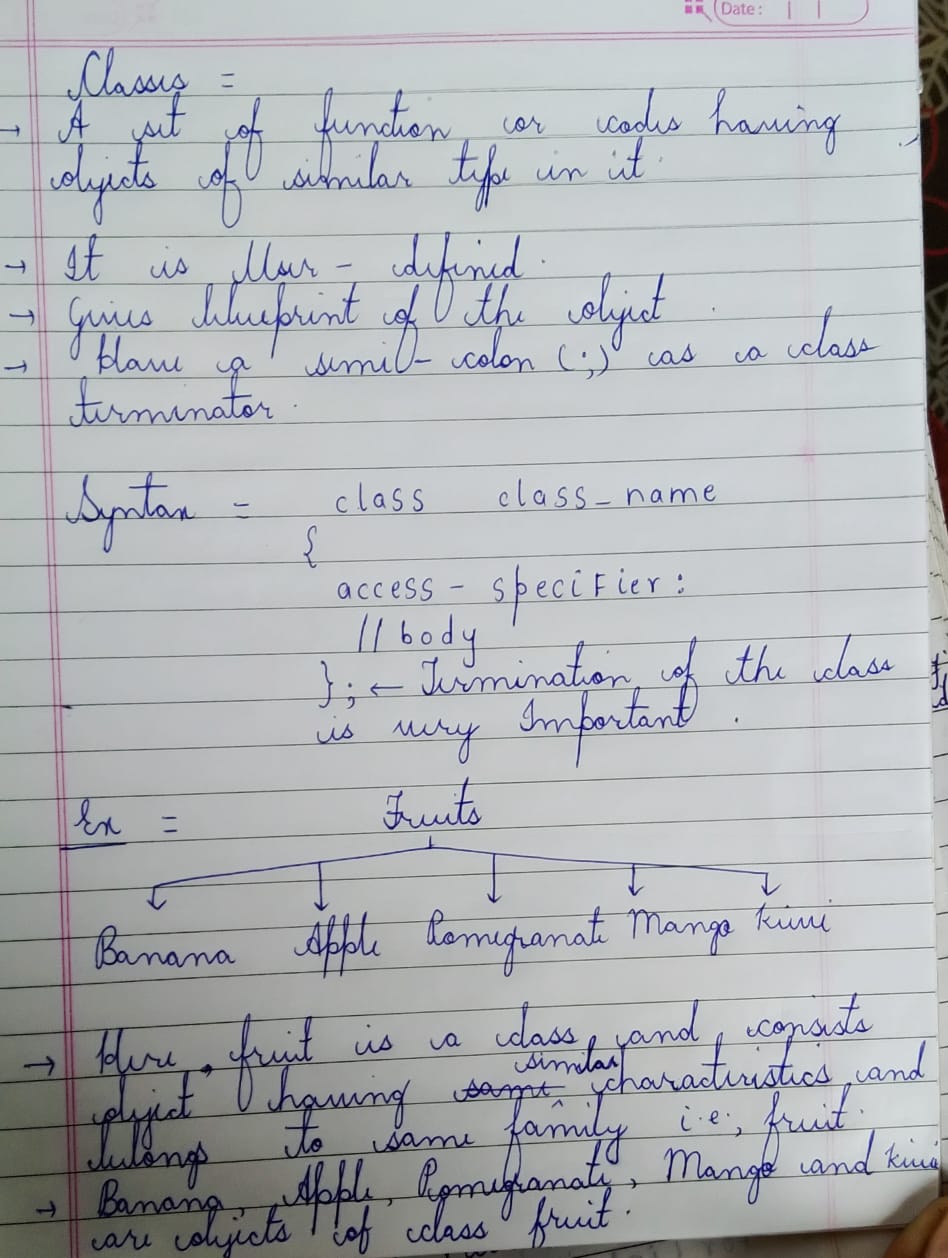 Date:
Classes =
→ A set of function or codes having
objects of similar type in it.
→ It is User-defined.
→ Gives blueprint of the object.
→ Have a semi-colon (;) as a class
terminator.
Syntax = class class_name
{
access-specifier:
// body
}; ← Termination of the class
is very Important.
Ex = Fruits
Banana Apple Pomegranate Mango kiwi
→ Here, fruit is a class, and, consists
similar
object having same characteristics and
belongs to same family i.e; fruit.
→ Banana, Apple, Pomegranate, Mango and kiwi
are objects of class fruit.